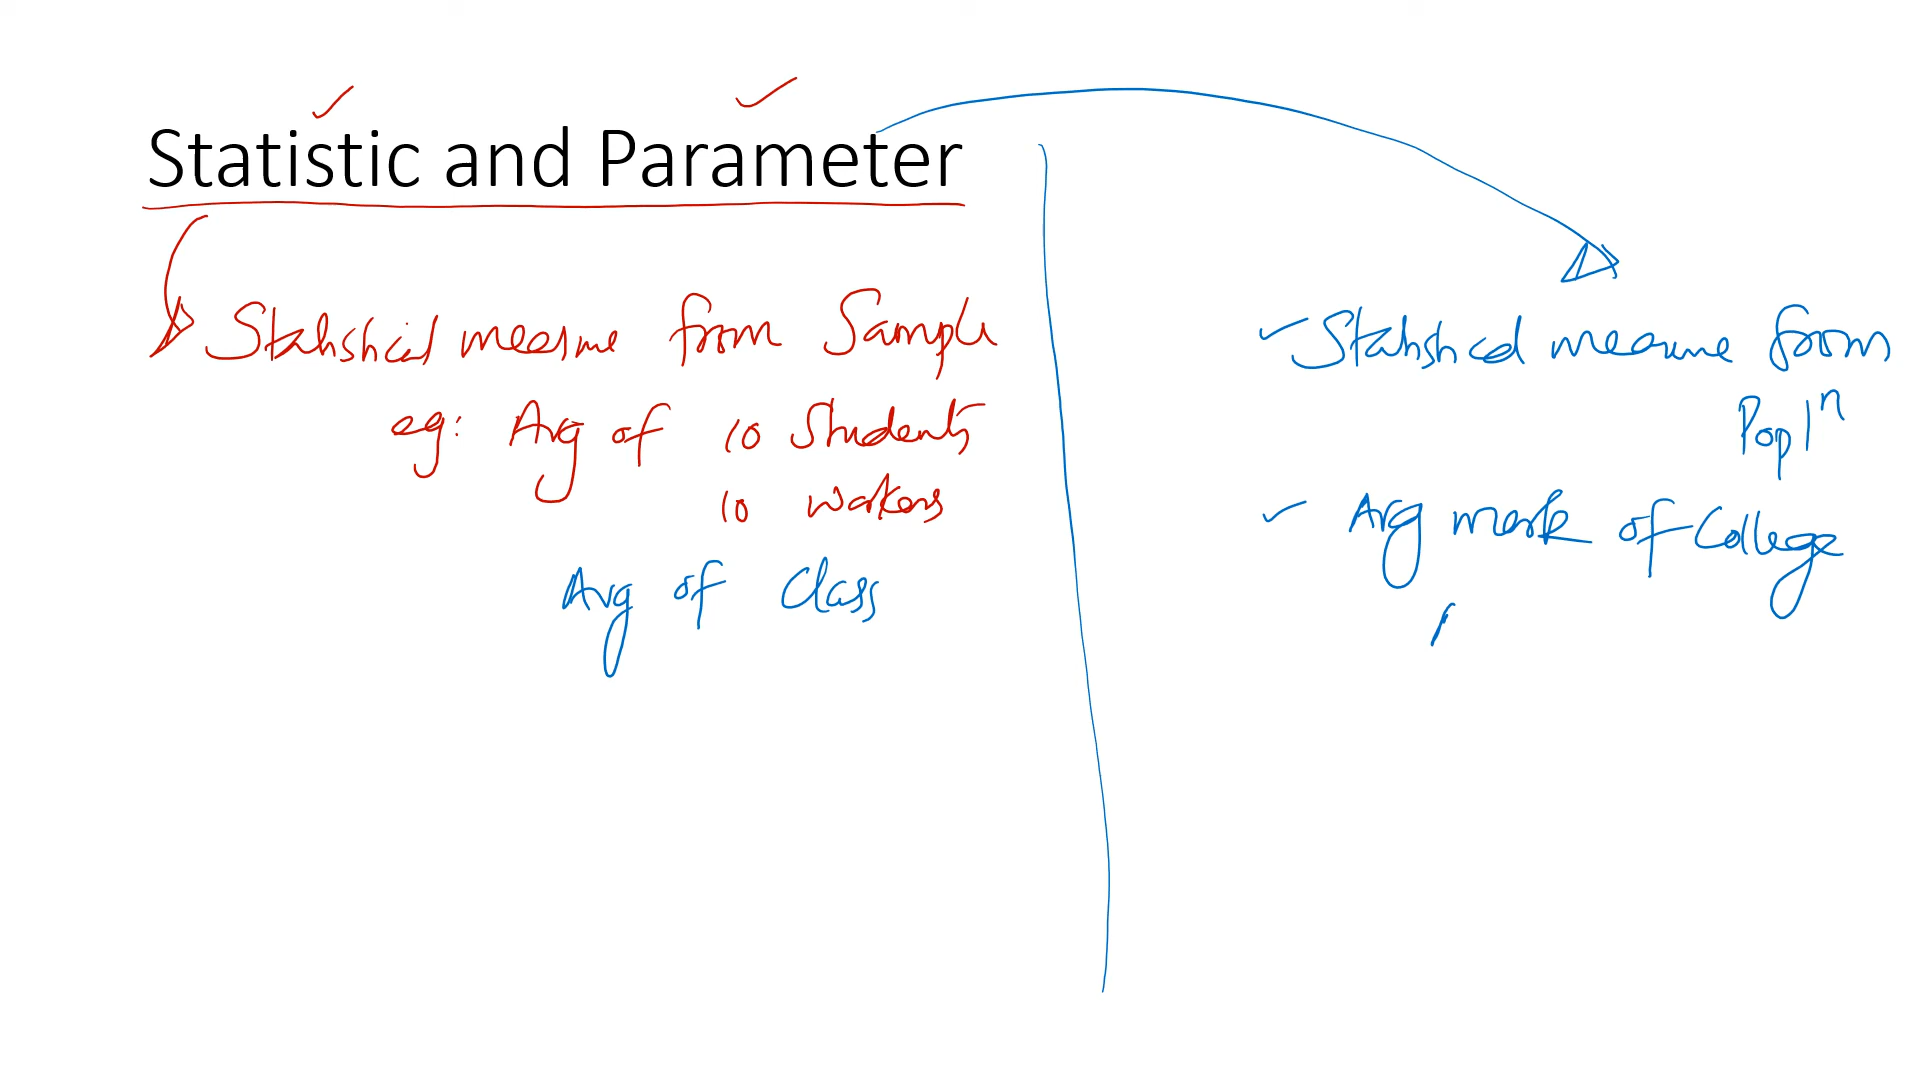 Statistic and Parameter
Statistical measure from Sample
eg: Avg of 10 Students
10 workers
Avg of Class
Statistical measure from
Popln
Avg mark of College